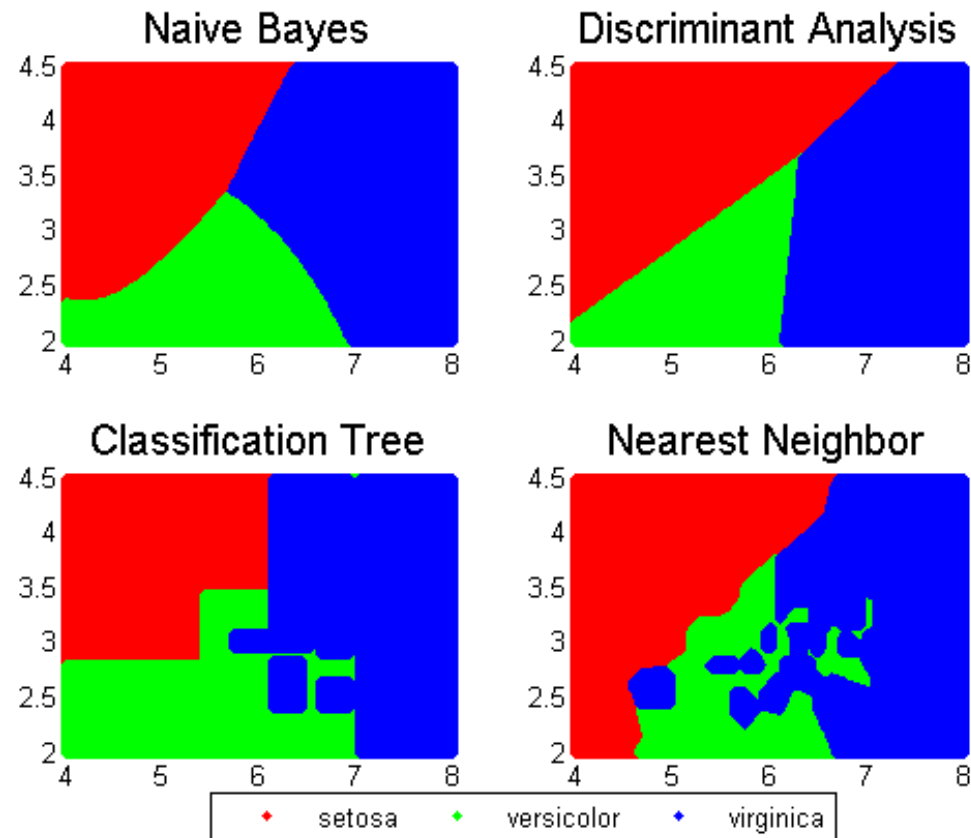 Naive Bayes
4.5
4
3.5
3
2.5
2
4 5 6 7 8
Discriminant Analysis
4.5
4
3.5
3
2.5
2
4 5 6 7 8
Classification Tree
4.5
4
3.5
3
2.5
2
4 5 6 7 8
Nearest Neighbor
4.5
4
3.5
3
2.5
2
4 5 6 7 8
setosa versicolor virginica